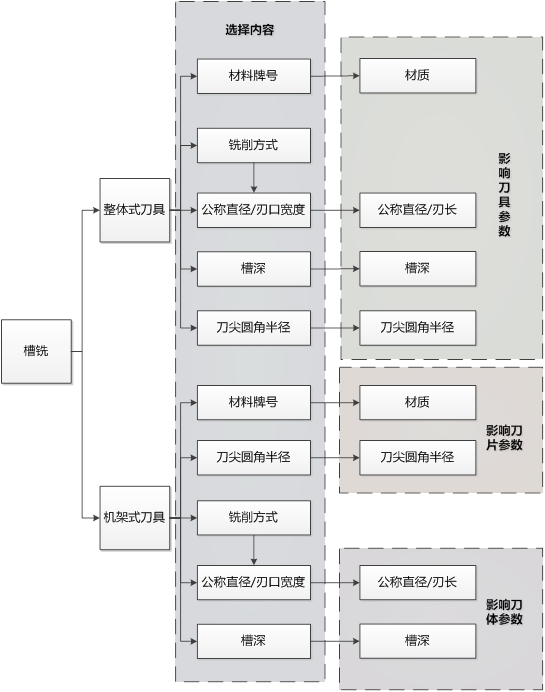 选择内容
材料牌号
材质
铣削方式
影响刀具参数
整体式刀具
公称直径/刃口宽度
公称直径/刃长
槽深
槽深
刀尖圆角半径
刀尖圆角半径
槽铣
材料牌号
材质
影响刀
片参数
刀尖圆角半径
刀尖圆角半径
机架式刀具
铣削方式
公称直径/刃口宽度
公称直径/刃长
影响刀
体参数
槽深
槽深